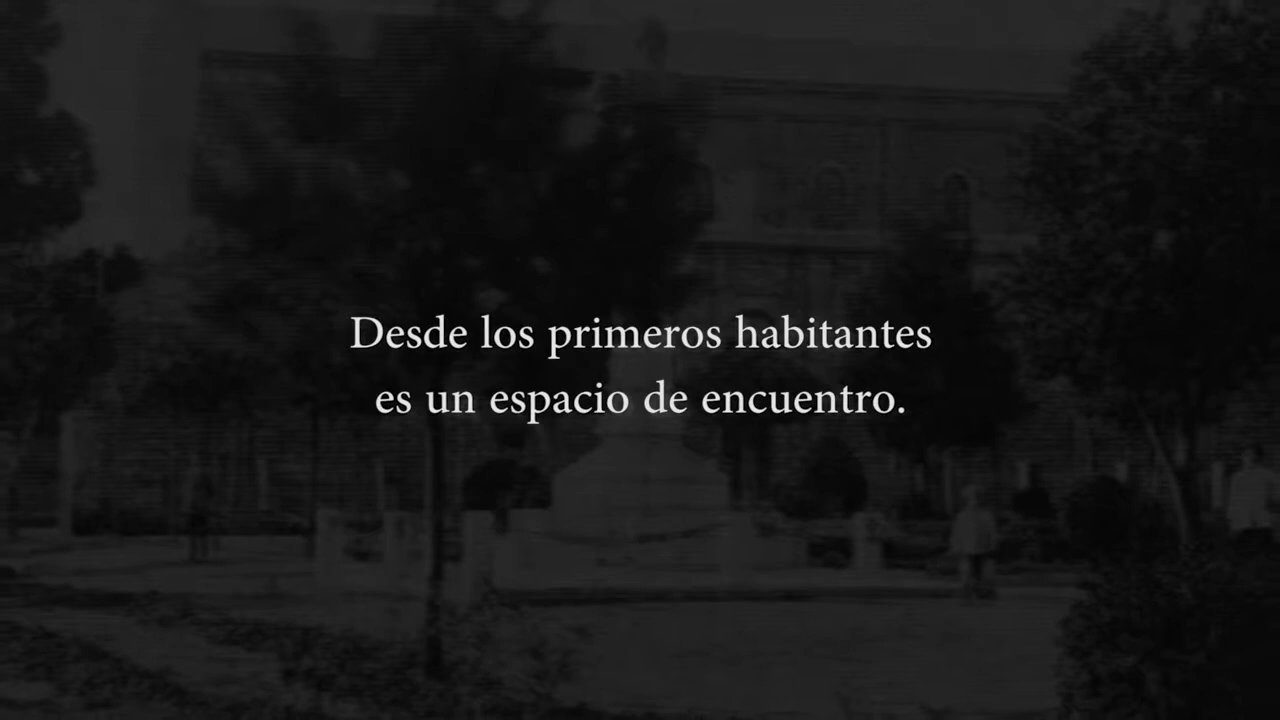 Desde los primeros habitantes
es un espacio de encuentro.